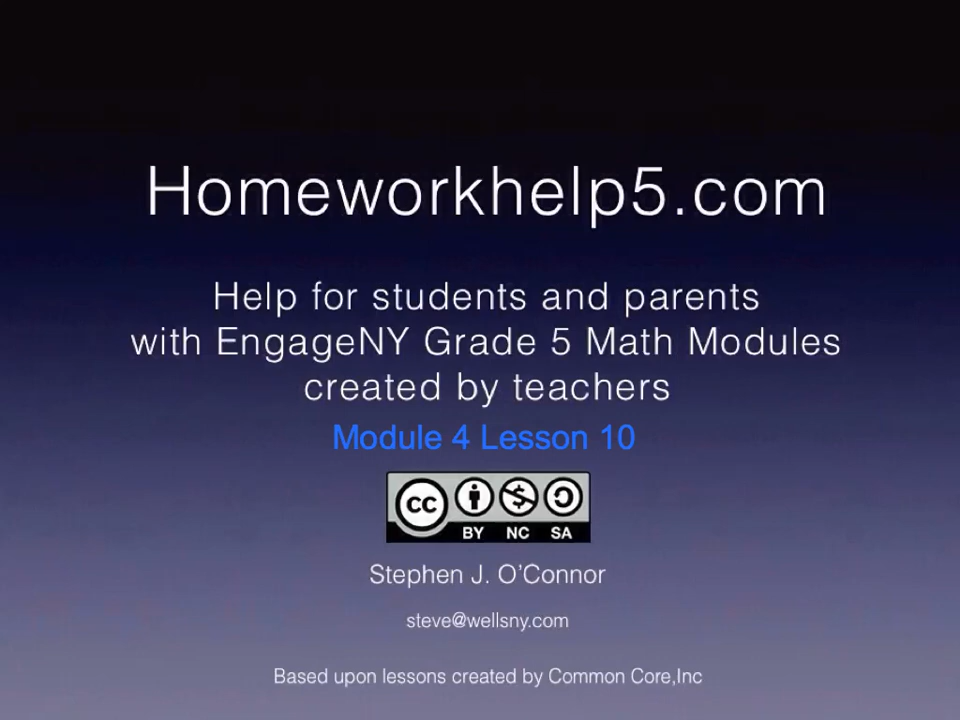 Homeworkhelp5.com
Help for students and parents
with EngageNY Grade 5 Math Modules
created by teachers
Module 4 Lesson 10
cc
BY NC SA
Stephen J. O’Connor
steve@wellsny.com
Based upon lessons created by Common Core,Inc